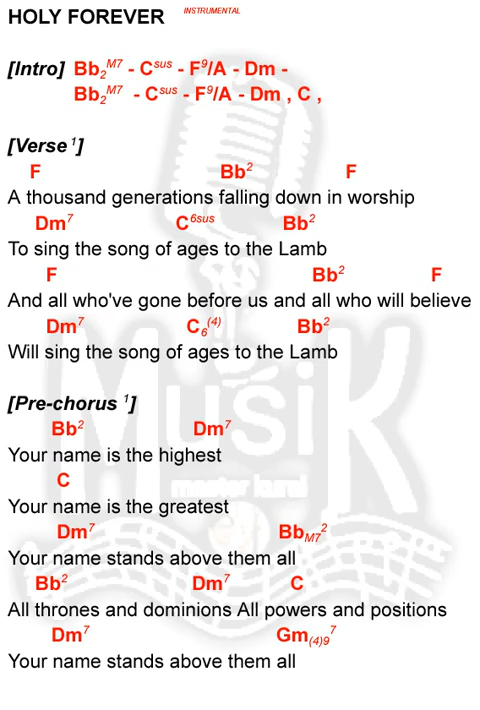 HOLY FOREVER INSTRUMENTAL
[Intro] Bb2M7 - Csus - F9/A - Dm -
Bb2M7 - Csus - F9/A - Dm , C ,
[Verse 1]
F Bb2 F
A thousand generations falling down in worship
Dm7 C6sus Bb2
To sing the song of ages to the Lamb
F Bb2 F
And all who've gone before us and all who will believe
Dm7 C6(4) Bb2
Will sing the song of ages to the Lamb
[Pre-chorus 1]
Bb2 Dm7
Your name is the highest
C
Your name is the greatest
Dm7 BbM72
Your name stands above them all
Bb2 Dm7 C
All thrones and dominions All powers and positions
Dm7 Gm(4)97
Your name stands above them all
MusiK
master karal